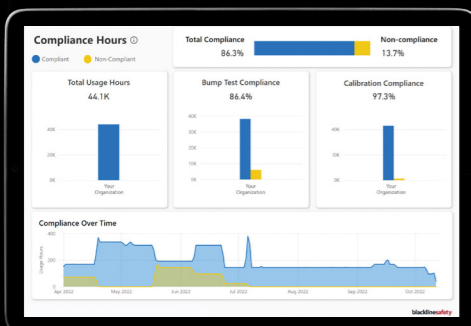 Compliance Hours ⓘ
Compliant Non-Compliant
Total Compliance
86.3%
Non-compliance
13.7%
Total Usage Hours
44.1K
40K
20K
0K
Your
Organization
Bump Test Compliance
86.4%
40K
30K
20K
10K
0K
Your
Organization
Calibration Compliance
97.3%
40K
20K
0K
Your
Organization
Compliance Over Time
Usage Hours
400
200
0
Apr 2022 May 2022 Jun 2022 Jul 2022 Aug 2022 Sep 2022 Oct 2022
blacklinesafety